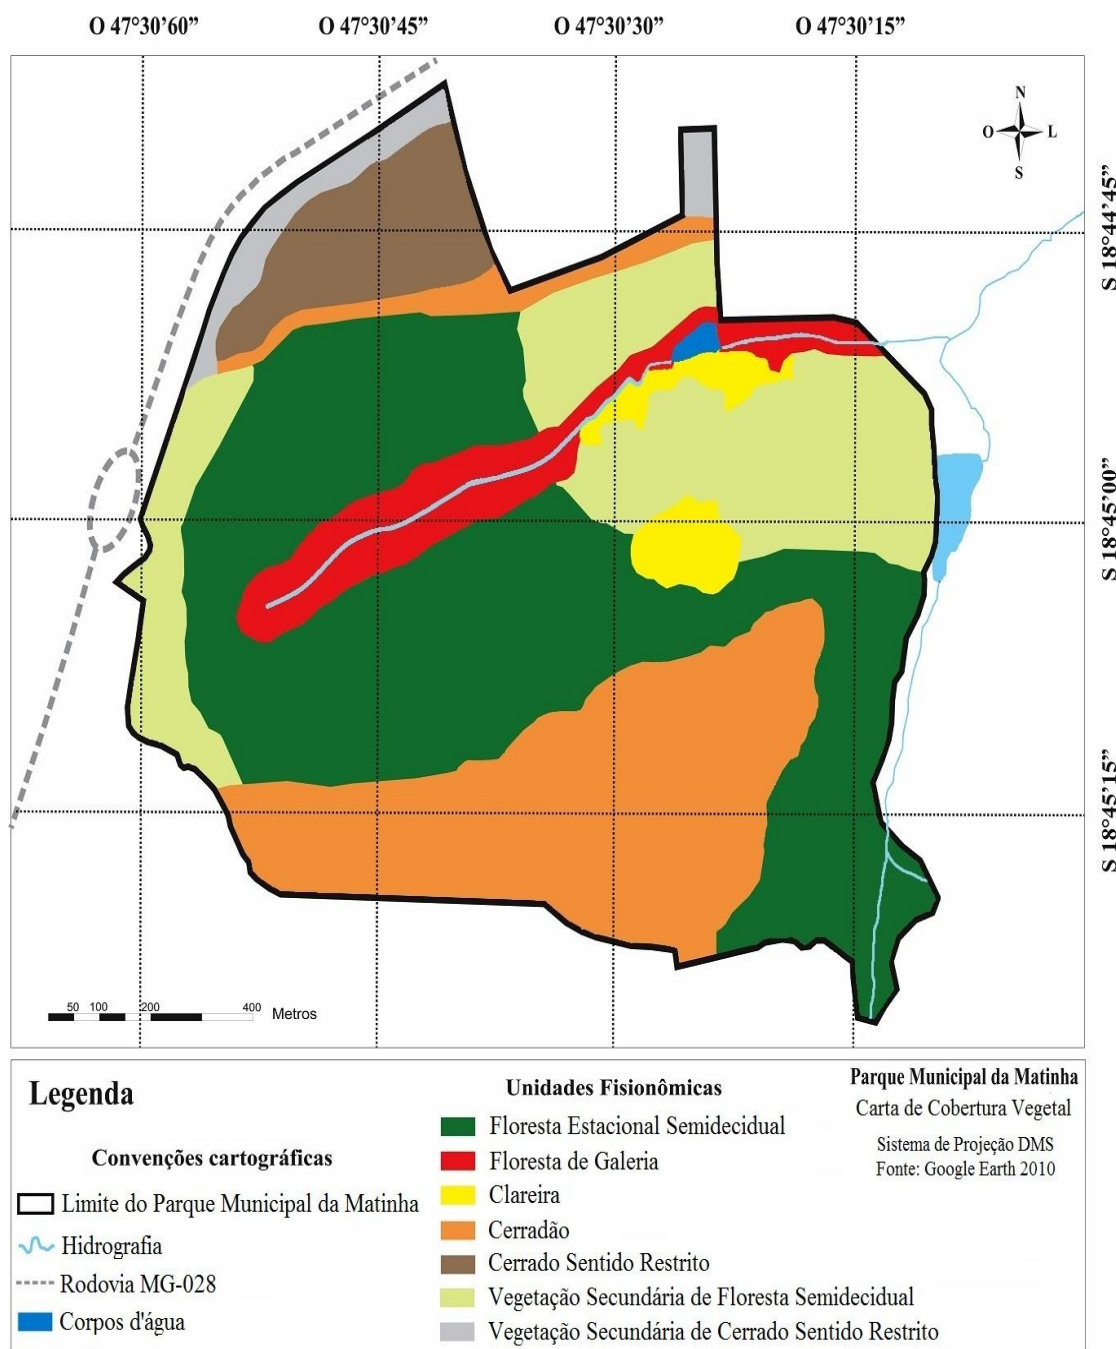 O 47°30’60” O 47°30’45” O 47°30’30” O 47°30’15”
N
O L
S
S 18°44’45”
S 18°45’00”
S 18°45’15”
50 100 200 400 Metros
Legenda
Convenções cartográficas
Limite do Parque Municipal da Matinha
Hidrografia
Rodovia MG-028
Corpos d'água
Unidades Fisionômicas
Floresta Estacional Semidecidual
Floresta de Galeria
Clareira
Cerradão
Cerrado Sentido Restrito
Vegetação Secundária de Floresta Semidecidual
Vegetação Secundária de Cerrado Sentido Restrito
Parque Municipal da Matinha
Carta de Cobertura Vegetal
Sistema de Projeção DMS
Fonte: Google Earth 2010